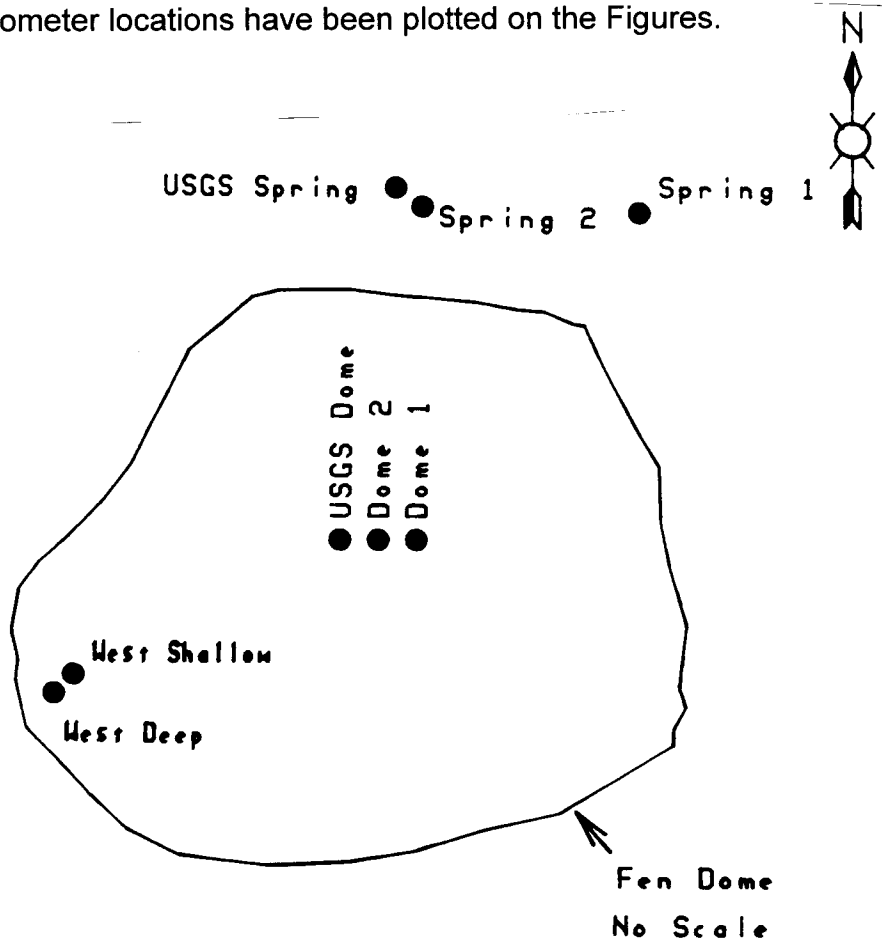 ometer locations have been plotted on the Figures.
N
USGS Spring
Spring 2
Spring 1
USGS Dome
Dome 2
Dome 1
West Shallow
West Deep
Fen Dome
No Scale